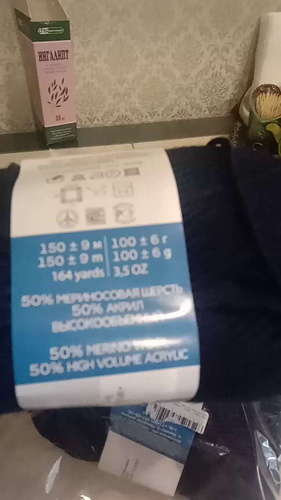 ИНГАЛИПТ
150 ± 9 м 100 ± 6 г
150 ± 9 m 100 ± 6 g
164 yards 3,5 OZ
50% МЕРИНОСОВАЯ ШЕРСТЬ
50% АКРИЛ
ВЫСОКООБЪЕМНЫЙ
50% MERINO WOOL
50% HIGH VOLUME ACRYLIC